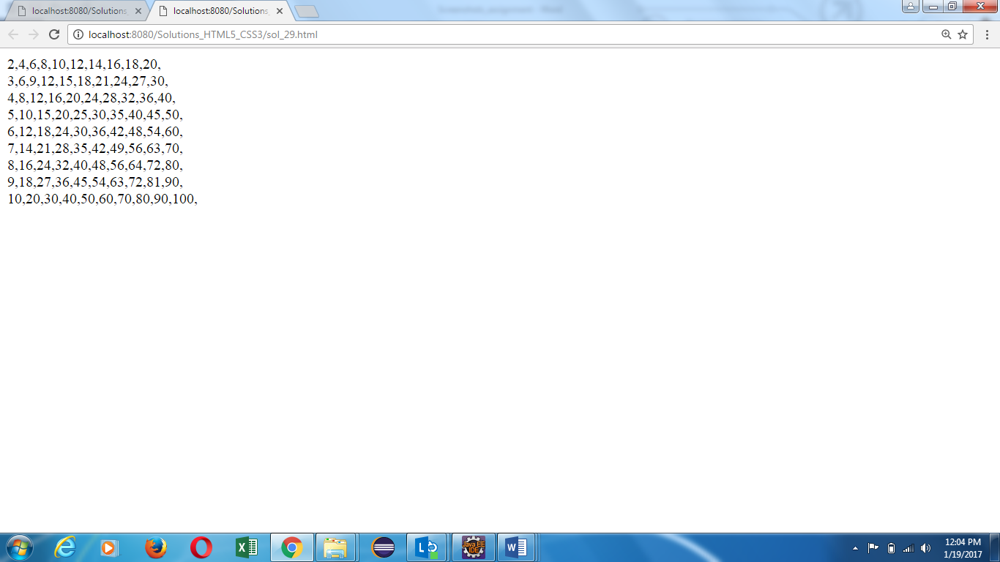 localhost:8080/Solutions_
localhost:8080/Solutions_
localhost:8080/Solutions_HTML5_CSS3/sol_29.html
2,4,6,8,10,12,14,16,18,20,
3,6,9,12,15,18,21,24,27,30,
4,8,12,16,20,24,28,32,36,40,
5,10,15,20,25,30,35,40,45,50,
6,12,18,24,30,36,42,48,54,60,
7,14,21,28,35,42,49,56,63,70,
8,16,24,32,40,48,56,64,72,80,
9,18,27,36,45,54,63,72,81,90,
10,20,30,40,50,60,70,80,90,100,
Java EE
IDE
12:04 PM
1/19/2017